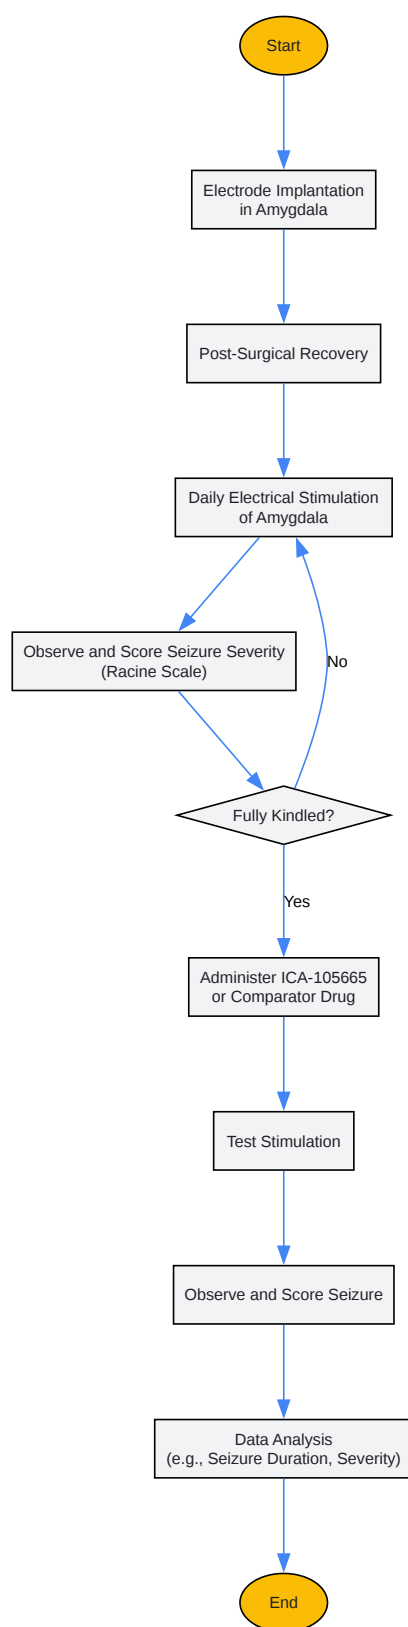 Start
Electrode Implantation
in Amygdala
Post-Surgical Recovery
Daily Electrical Stimulation
of Amygdala
Observe and Score Seizure Severity
(Racine Scale)
No
Fully Kindled?
Yes
Administer ICA-105665
or Comparator Drug
Test Stimulation
Observe and Score Seizure
Data Analysis
(e.g., Seizure Duration, Severity)
End